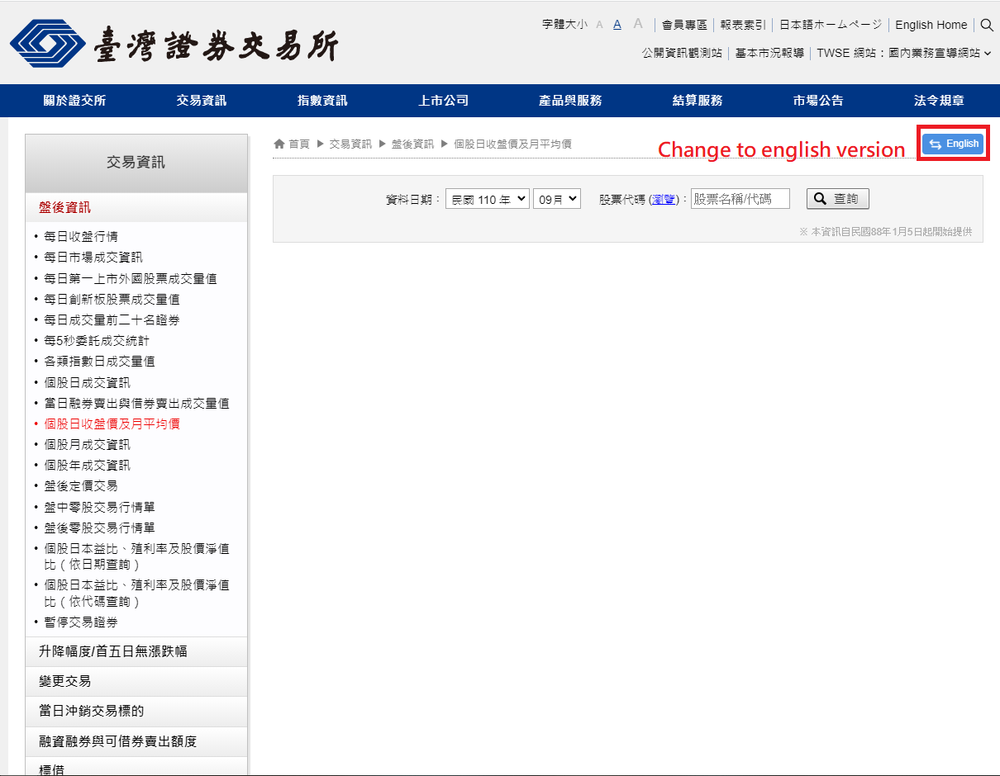 臺灣證券交易所
字體大小 A A A 會員專區 報表索引 日本語ホームページ English Home
公開資訊觀測站 基本市況報導 TWSE 網站：國內業務宣導網站
關於證交所 交易資訊 指數資訊 上市公司 產品與服務 結算服務 市場公告 法令規章
交易資訊
盤後資訊
• 每日收盤行情
• 每日市場成交資訊
• 每日第一上市外國股票成交量值
• 每日創新板股票成交量值
• 每日成交量前二十名證券
• 每5秒委託成交統計
• 各類指數日成交量值
• 個股日成交資訊
• 當日融券賣出與借券賣出成交量值
• 個股日收盤價及月平均價
• 個股月成交資訊
• 個股年成交資訊
• 盤後定價交易
• 盤中零股交易行情單
• 盤後零股交易行情單
• 個股日本益比、殖利率及股價淨值
比（依日期查詢）
• 個股日本益比、殖利率及股價淨值
比（依代碼查詢）
• 暫停交易證券
升降幅度/首五日無漲跌幅
變更交易
當日沖銷交易標的
融資融券與可借券賣出額度
標借
首頁 ▶ 交易資訊 ▶ 盤後資訊 ▶ 個股日收盤價及月平均價
Change to english version
English
資料日期： 民國 110 年 09月 股票代碼 (瀏覽)： 股票名稱/代碼 查詢
※ 本資訊自民國88年1月5日起開始提供